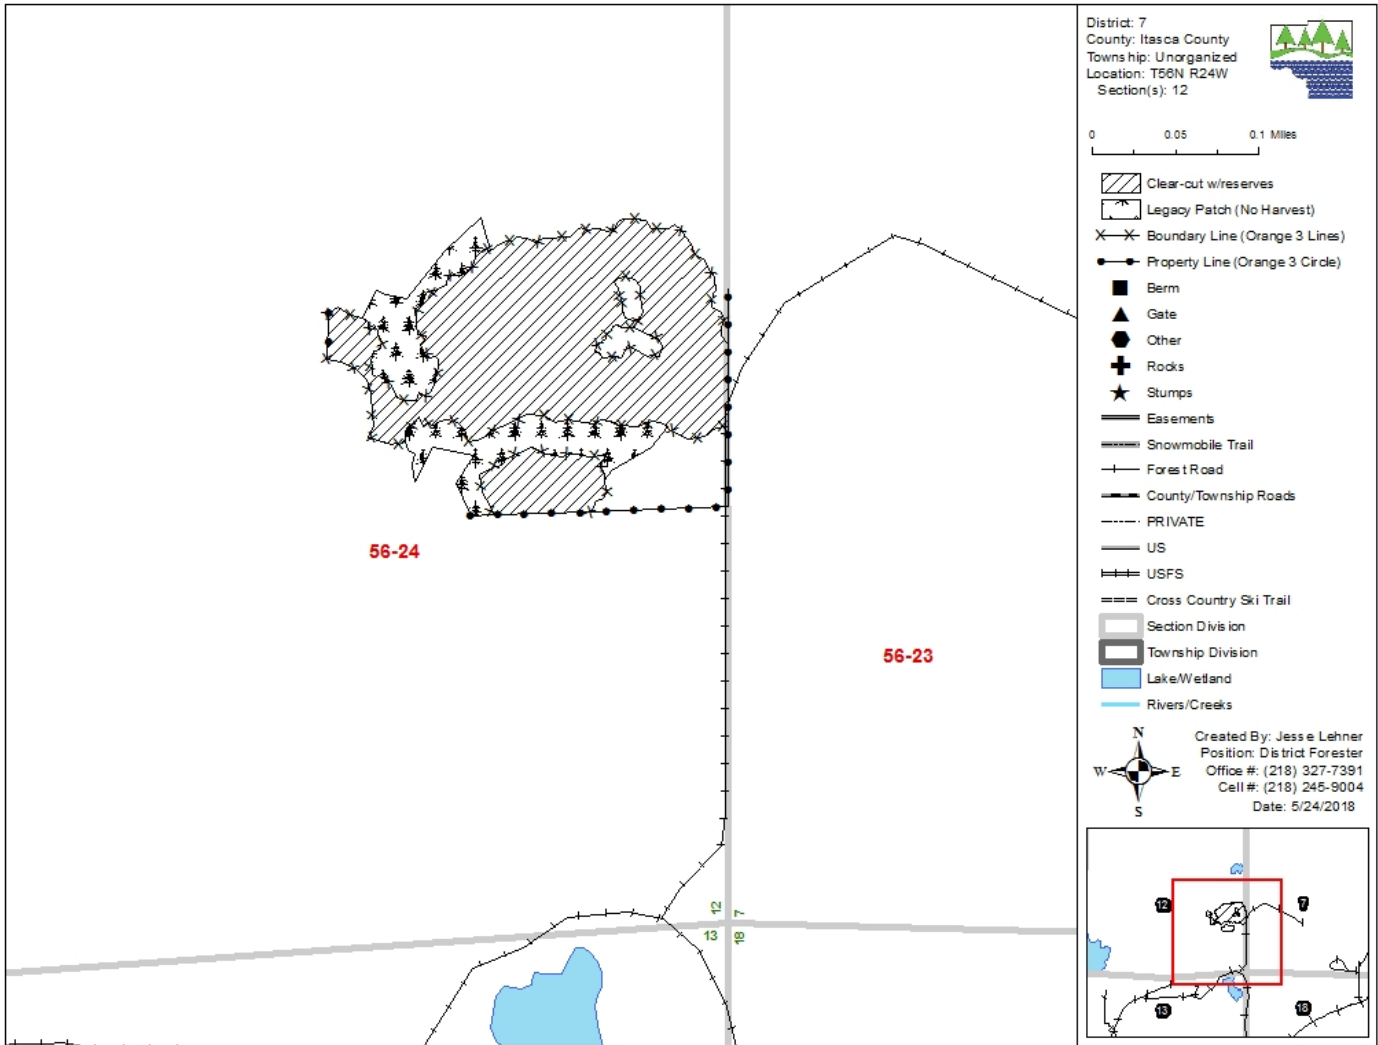 District: 7
County: Itasca County
Township: Unorganized
Location: T56N R24W
Section(s): 12
0 0.05 0.1 Miles
Clear-cut w/reserves
Legacy Patch (No Harvest)
Boundary Line (Orange 3 Lines)
Property Line (Orange 3 Circle)
Berm
Gate
Other
Rocks
Stumps
Easements
Snowmobile Trail
Forest Road
County/Township Roads
PRIVATE
US
USFS
Cross Country Ski Trail
Section Division
Township Division
Lake/Wetland
Rivers/Creeks
N
W E
S
Created By: Jesse Lehner
Position: District Forester
Office #: (218) 327-7391
Cell #: (218) 245-9004
Date: 5/24/2018
56-24
56-23
12 7
13 18
12 7
13 18